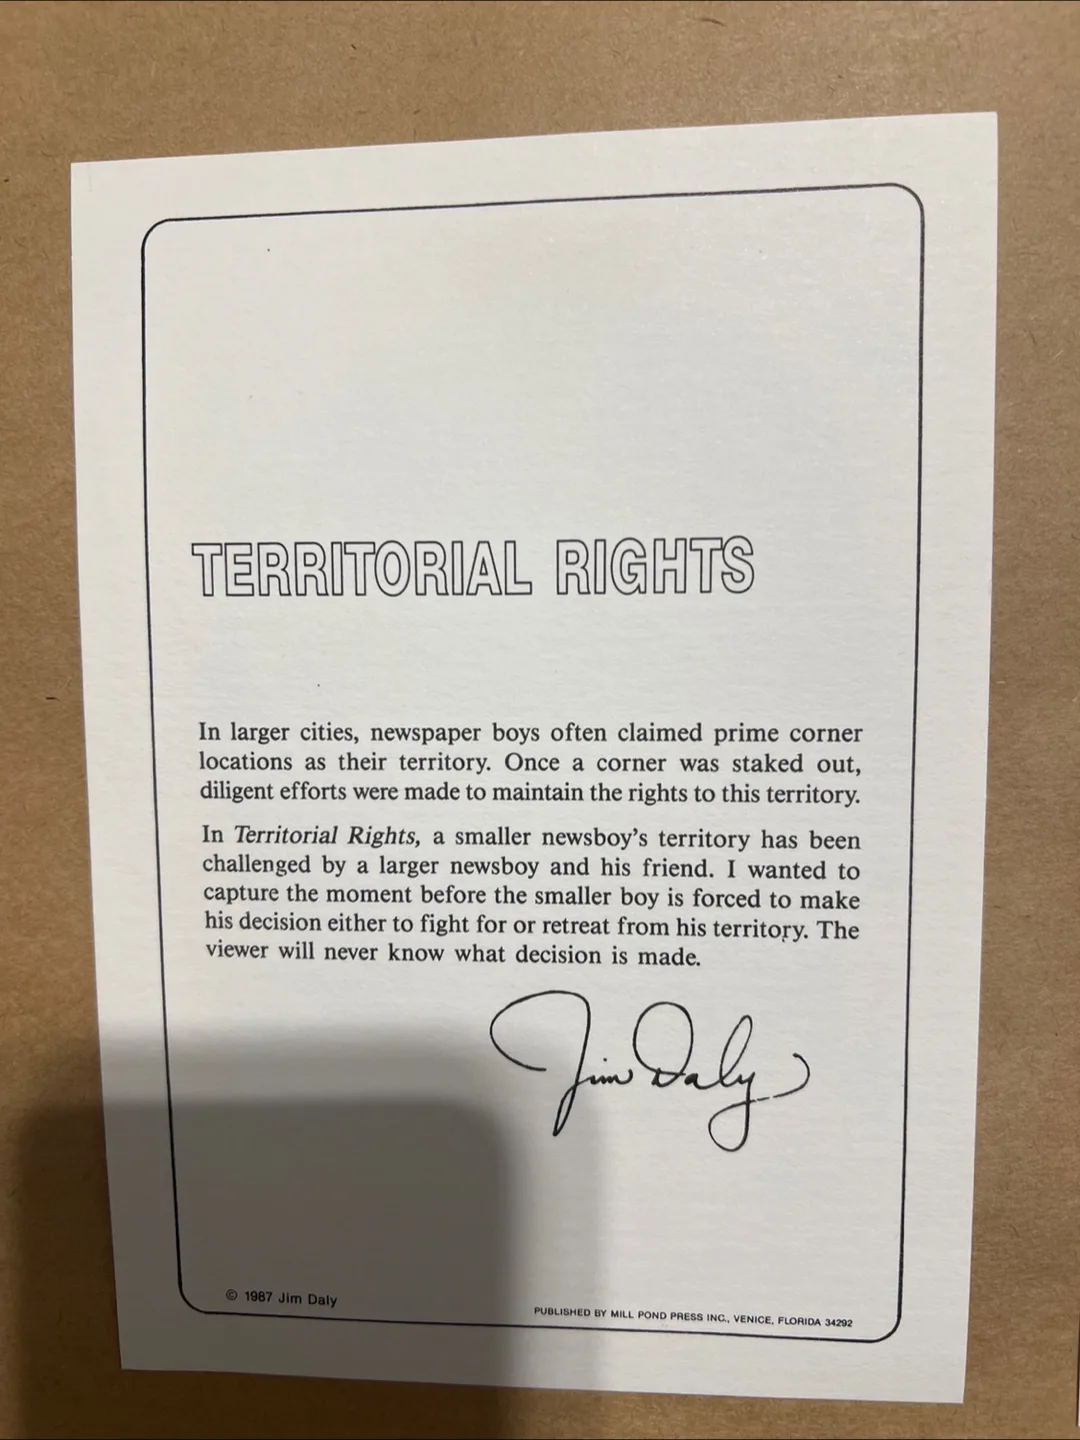 TERRITORIAL RIGHTS
In larger cities, newspaper boys often claimed prime corner
locations as their territory. Once a corner was staked out,
diligent efforts were made to maintain the rights to this territory.
In Territorial Rights, a smaller newsboy's territory has been
challenged by a larger newsboy and his friend. I wanted to
capture the moment before the smaller boy is forced to make
his decision either to fight for or retreat from his territory. The
viewer will never know what decision is made.
Jim Daly
© 1987 Jim Daly
PUBLISHED BY MILL POND PRESS INC., VENICE, FLORIDA 34292